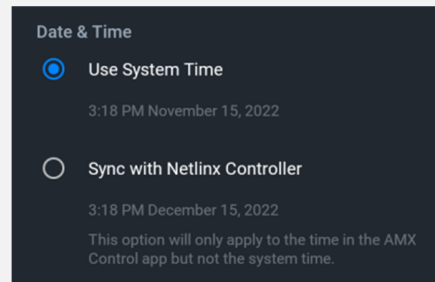 Date & Time
Use System Time
3:18 PM November 15, 2022
Sync with Netlinx Controller
3:18 PM December 15, 2022
This option will only apply to the time in the AMX
Control app but not the system time.